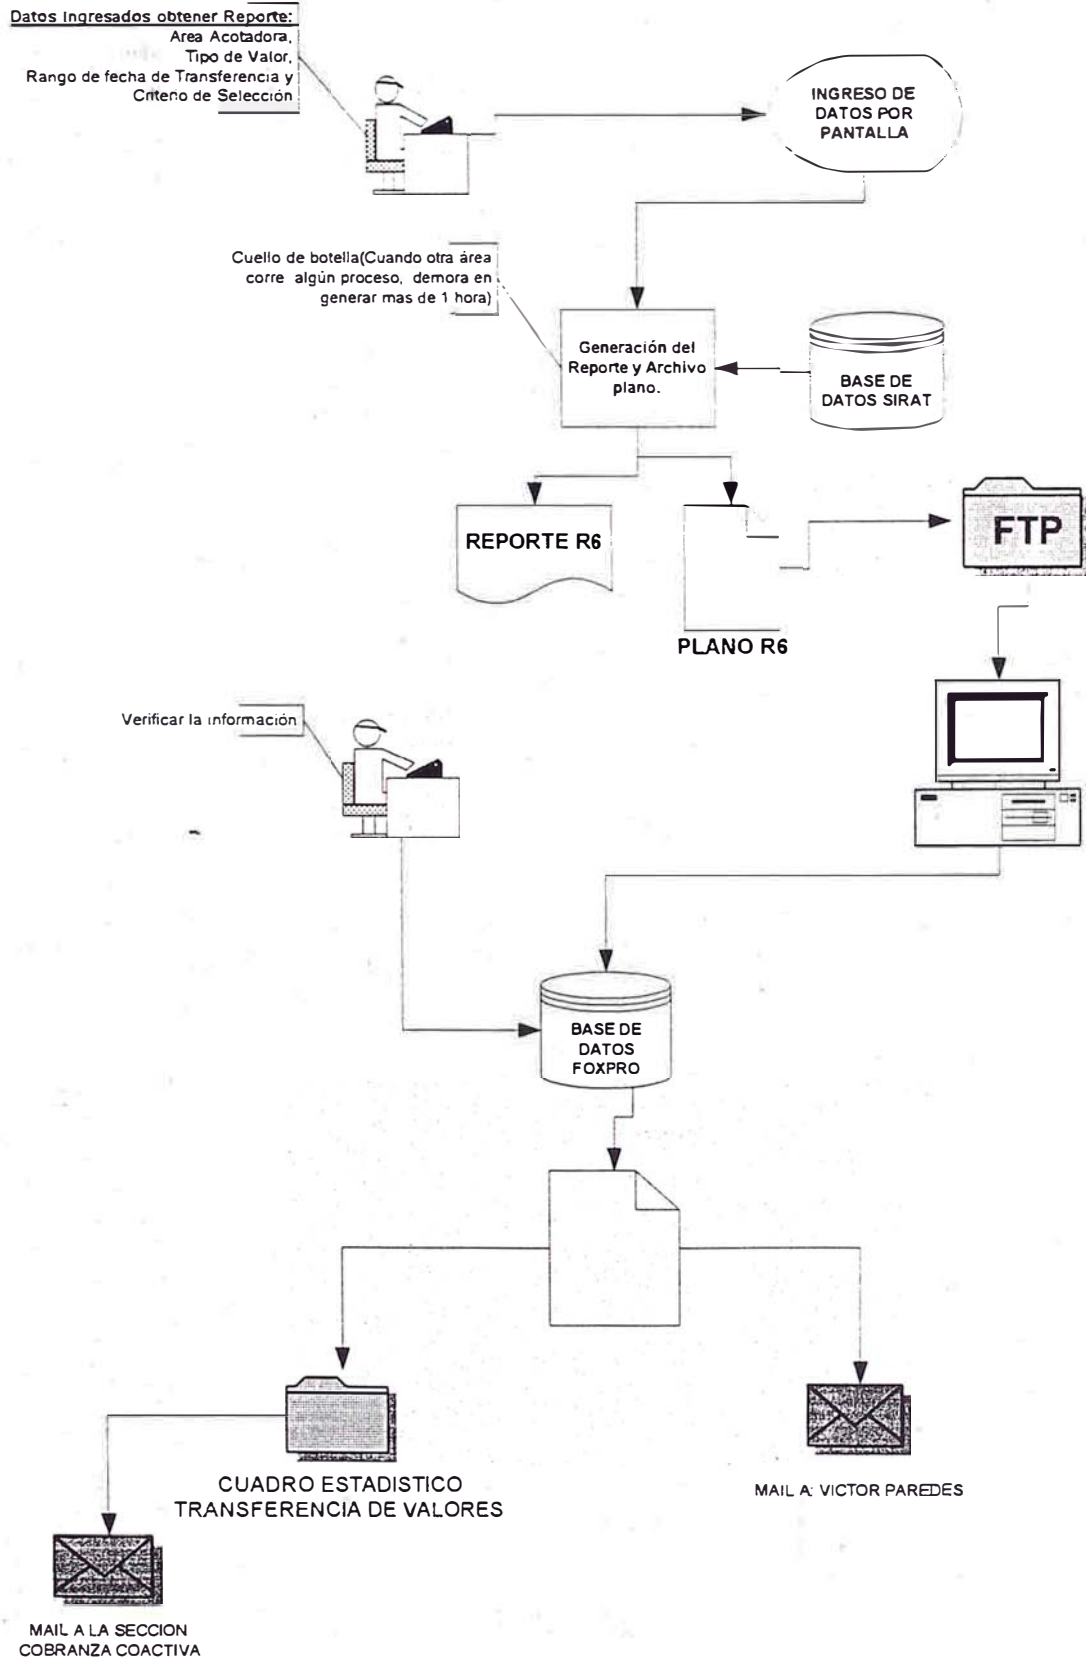 Datos Ingresados obtener Reporte:
Area Acotadora,
Tipo de Valor,
Rango de fecha de Transferencia y
Criterio de Selección
INGRESO DE
DATOS POR
PANTALLA
Cuello de botella(Cuando otra área
corre algún proceso, demora en
generar mas de 1 hora)
Generación del
Reporte y Archivo
plano.
BASE DE
DATOS SIRAT
REPORTE R6
FTP
PLANO R6
Verificar la información
BASE DE
DATOS
FOXPRO
CUADRO ESTADISTICO
TRANSFERENCIA DE VALORES
MAIL A: VICTOR PAREDES
MAIL A LA SECCION
COBRANZA COACTIVA